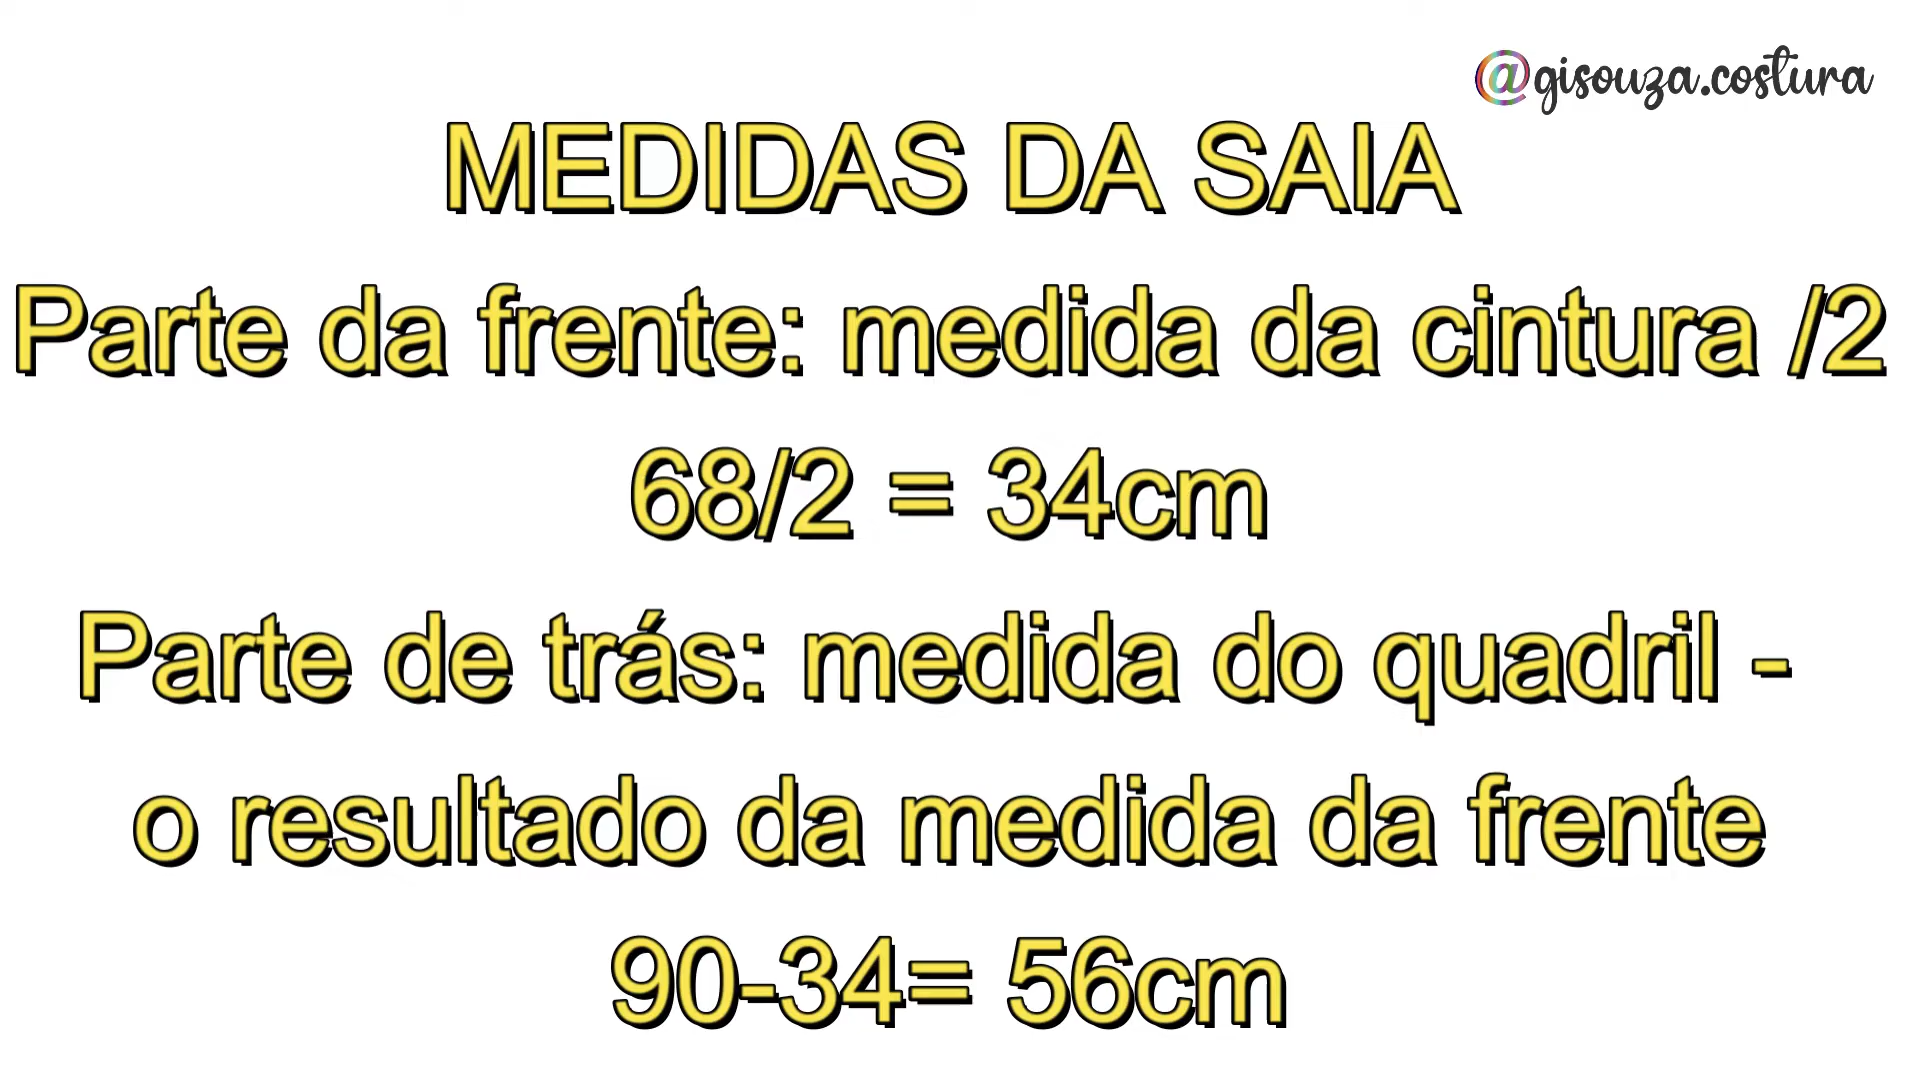 @gisouza.costura
MEDIDAS DA SAIA
Parte da frente: medida da cintura /2
68/2 = 34cm
Parte de trás: medida do quadril -
o resultado da medida da frente
90-34= 56cm